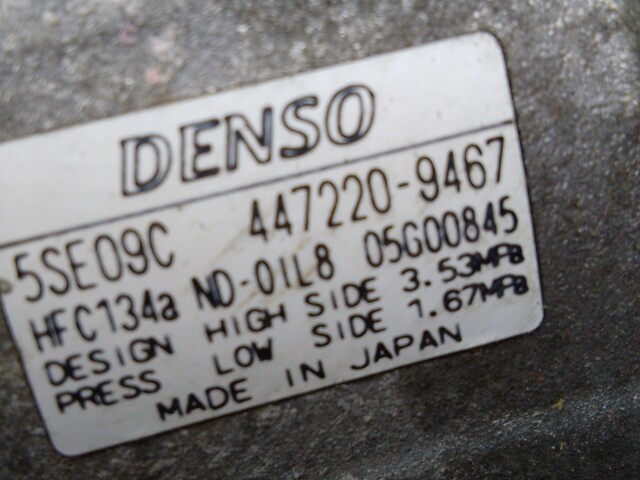 DENSO
5SE09C 447220-9467
HFC134a ND-OIL8 05G00845
DESIGN HIGH SIDE 3.53MPa
PRESS LOW SIDE 1.67MPa
MADE IN JAPAN